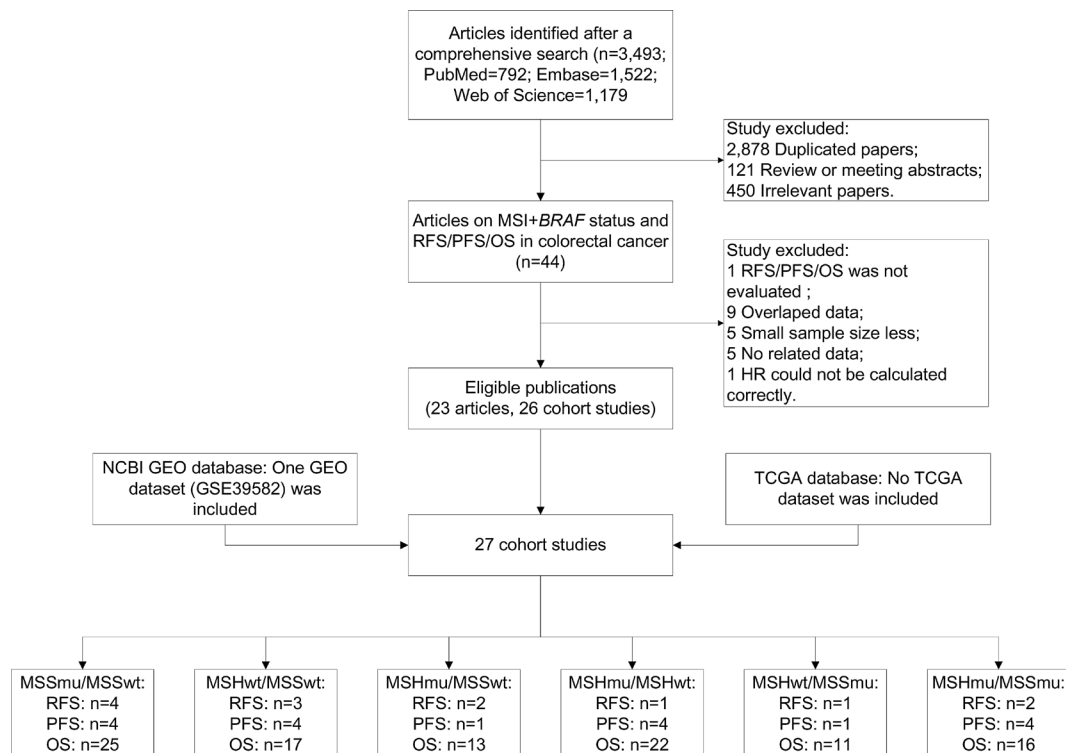 Articles identified after a
comprehensive search (n=3,493;
PubMed=792; Embase=1,522;
Web of Science=1,179
Study excluded:
2,878 Duplicated papers;
121 Review or meeting abstracts;
450 Irrelevant papers.
Articles on MSI+BRAF status and
RFS/PFS/OS in colorectal cancer
(n=44)
Study excluded:
1 RFS/PFS/OS was not
evaluated ;
9 Overlaped data;
5 Small sample size less;
5 No related data;
1 HR could not be calculated
correctly.
Eligible publications
(23 articles, 26 cohort studies)
NCBI GEO database: One GEO
dataset (GSE39582) was
included
TCGA database: No TCGA
dataset was included
27 cohort studies
MSSmu/MSSwt:
RFS: n=4
PFS: n=4
OS: n=25
MSHwt/MSSwt:
RFS: n=3
PFS: n=4
OS: n=17
MSHmu/MSSwt:
RFS: n=2
PFS: n=1
OS: n=13
MSHmu/MSHwt:
RFS: n=1
PFS: n=4
OS: n=22
MSHwt/MSSmu:
RFS: n=1
PFS: n=1
OS: n=11
MSHmu/MSSmu:
RFS: n=2
PFS: n=4
OS: n=16